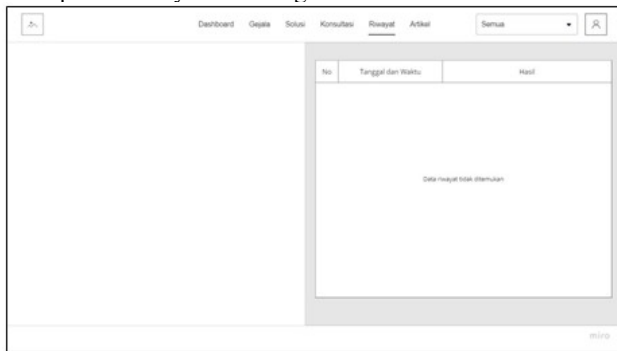 Dashboard Gejala Solusi Konsultasi Riwayat Artikel Semua
No Tanggal dan Waktu Hasil
Data riwayat tidak ditemukan
miro